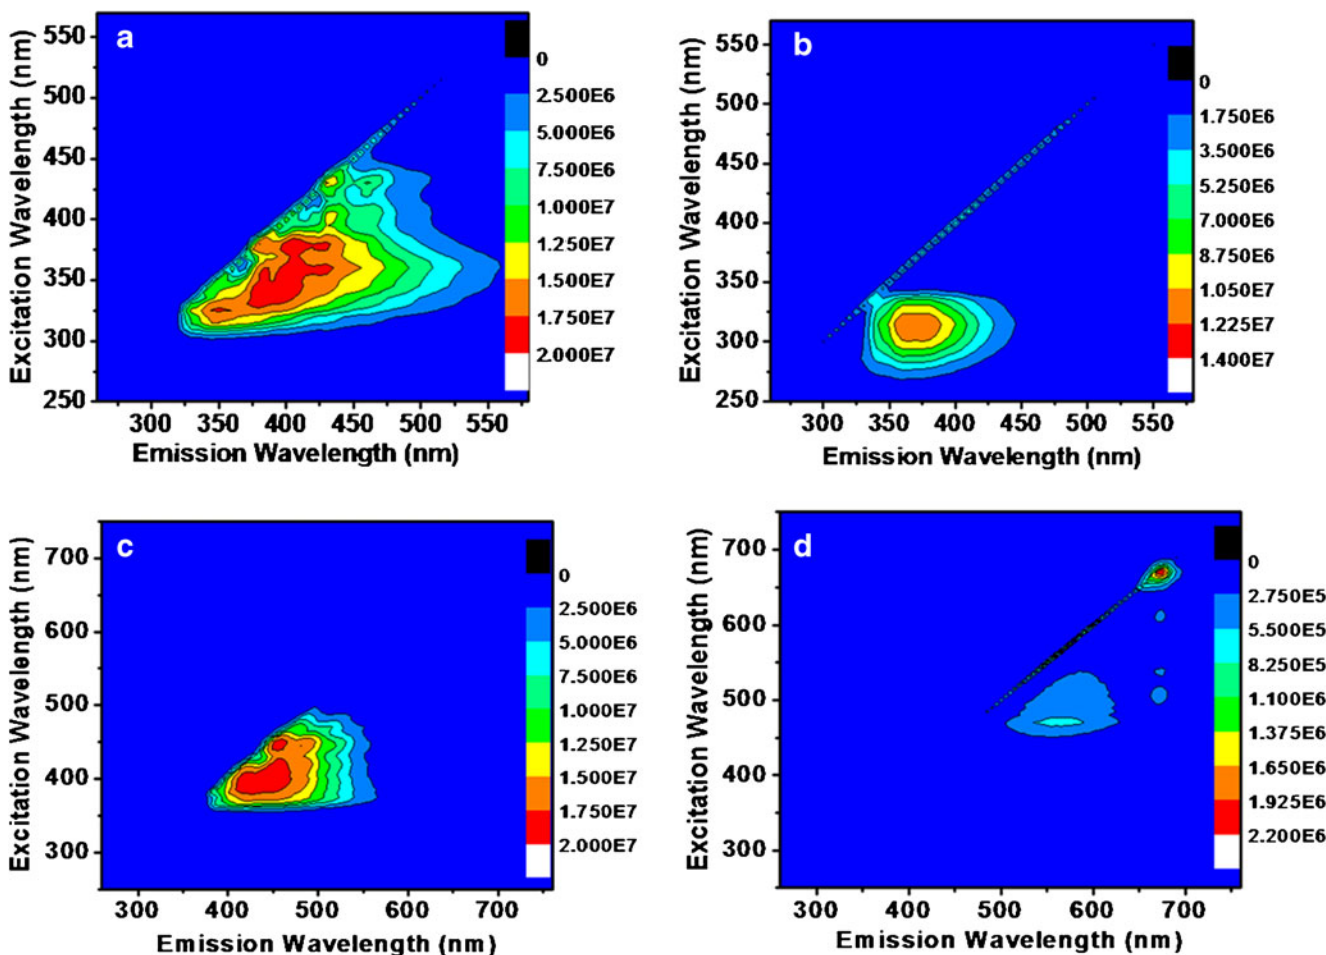 a
550
500
450
400
350
300
250
Excitation Wavelength (nm)
300 350 400 450 500 550
Emission Wavelength (nm)
0
2.500E6
5.000E6
7.500E6
1.000E7
1.250E7
1.500E7
1.750E7
2.000E7
b
550
500
450
400
350
300
250
Excitation Wavelength (nm)
300 350 400 450 500 550
Emission Wavelength (nm)
0
1.750E6
3.500E6
5.250E6
7.000E6
8.750E6
1.050E7
1.225E7
1.400E7
c
700
600
500
400
300
Excitation Wavelength (nm)
300 400 500 600 700
Emission Wavelength (nm)
0
2.500E6
5.000E6
7.500E6
1.000E7
1.250E7
1.500E7
1.750E7
2.000E7
d
700
600
500
400
300
Excitation Wavelength (nm)
300 400 500 600 700
Emission Wavelength (nm)
0
2.750E5
5.500E5
8.250E5
1.100E6
1.375E6
1.650E6
1.925E6
2.200E6